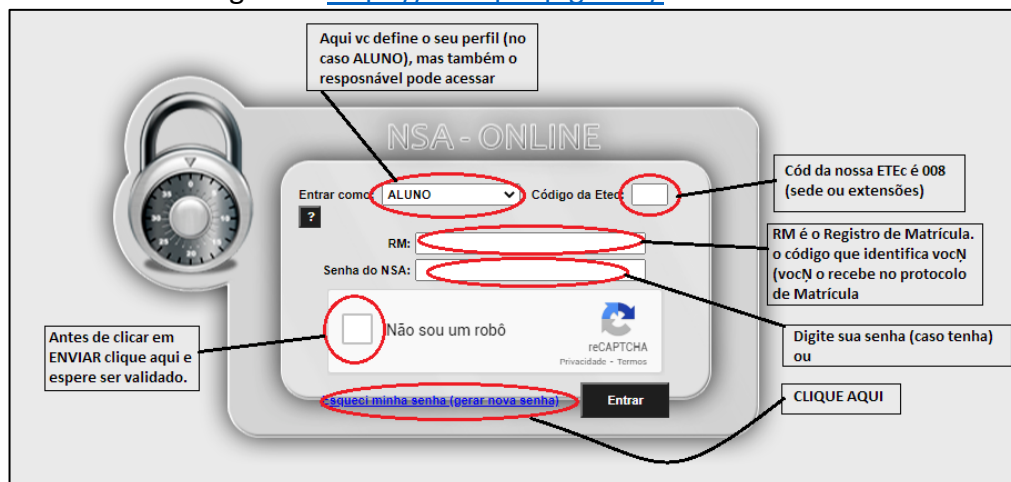 Aqui vc define o seu perfil (no
caso ALUNO), mas também o
resposnável pode acessar
NSA - ONLINE
Entrar como: ALUNO Código da Etec:
?
Cód da nossa ETEc é 008
(sede ou extensões)
RM:
RM é o Registro de Matrícula.
o código que identifica vocŅ
(vocŅ o recebe no protocolo
de Matrícula
Senha do NSA:
Digite sua senha (caso tenha)
ou
Não sou um robô
reCAPTCHA
Privacidade - Termos
Antes de clicar em
ENVIAR clique aqui e
espere ser validado.
Esqueci minha senha (gerar nova senha)
Entrar
CLIQUE AQUI